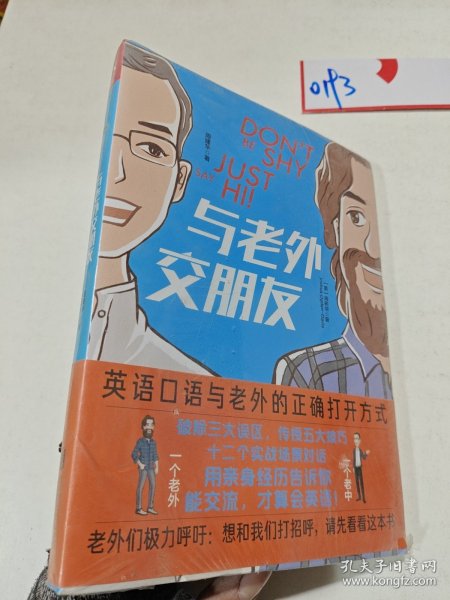 DON'T
BE
SHY
JUST
SAY
HI!
与老外
交朋友
英语口语与老外的正确打开方式
破除三大误区，传授五大技巧
十二个实战场景对话
用亲身经历告诉你
能交流，才算会英语！
一个老外
一个老中
老外们极力呼吁：想和我们打招呼，请先看看这本书
孔夫子旧书网
www.kongfz.com